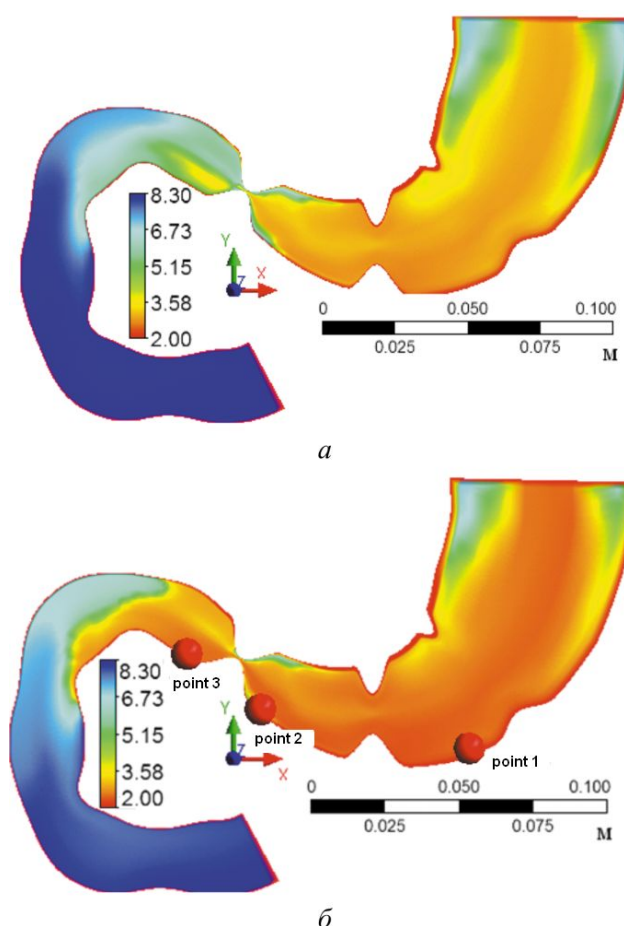 8.30
6.73
5.15
3.58
2.00
Y
Z
X
0 0.050 0.100
0.025 0.075 м
а
point 3
point 2
point 1
8.30
6.73
5.15
3.58
2.00
Y
Z
X
0 0.050 0.100
0.025 0.075 м
б